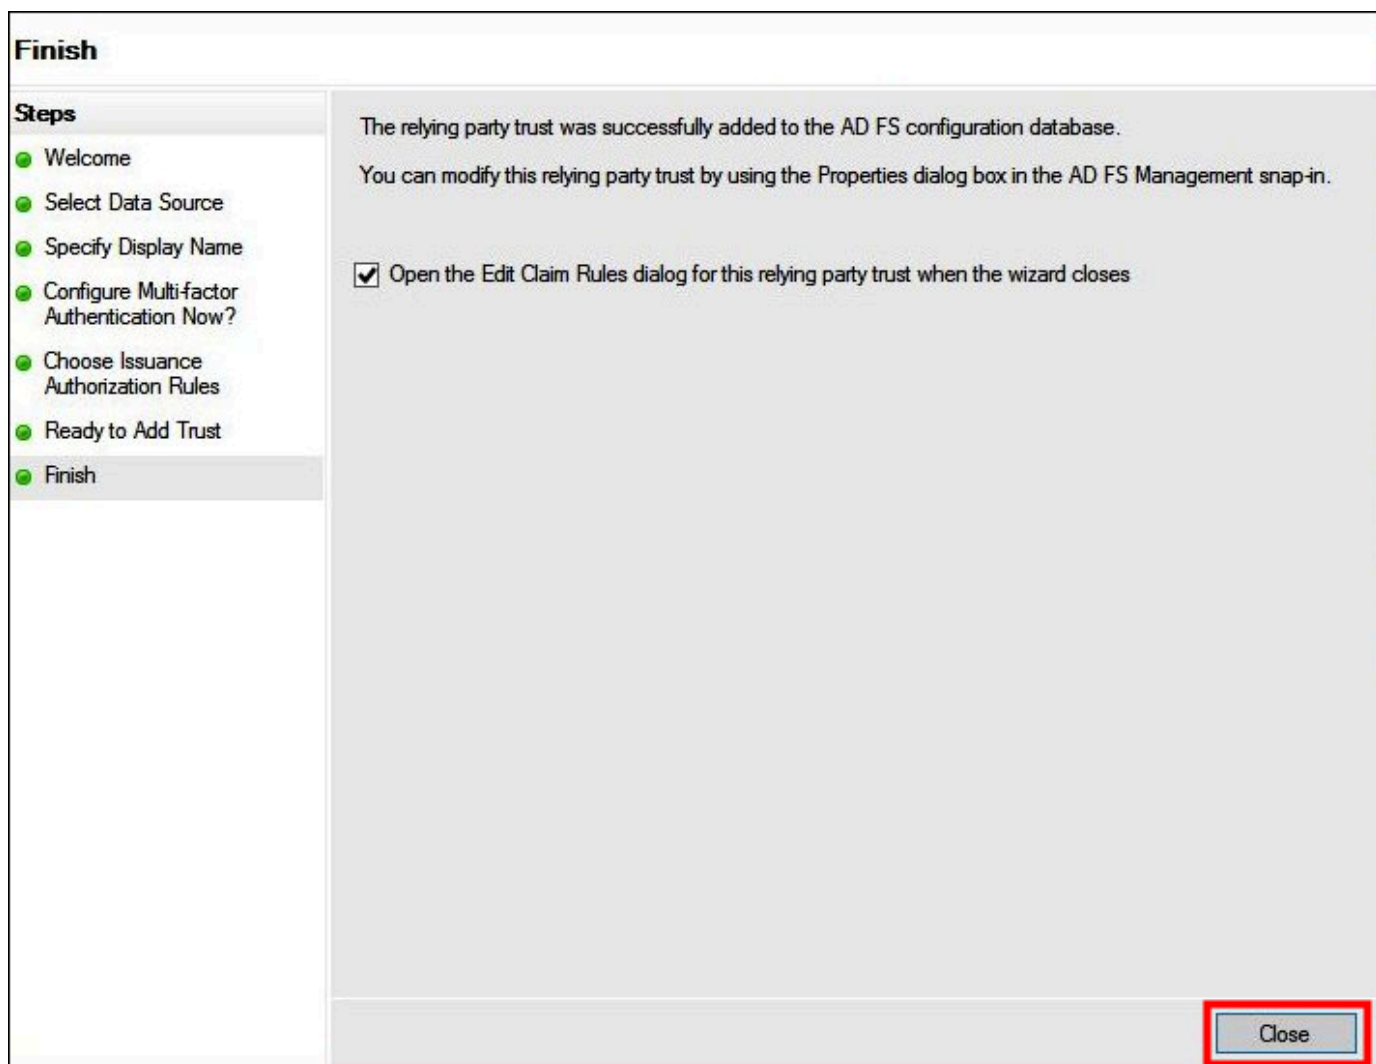 Finish
Steps
Welcome
Select Data Source
Specify Display Name
Configure Multi-factor
Authentication Now?
Choose Issuance
Authorization Rules
Ready to Add Trust
Finish
The relying party trust was successfully added to the AD FS configuration database.
You can modify this relying party trust by using the Properties dialog box in the AD FS Management snap-in.
Open the Edit Claim Rules dialog for this relying party trust when the wizard closes
Close